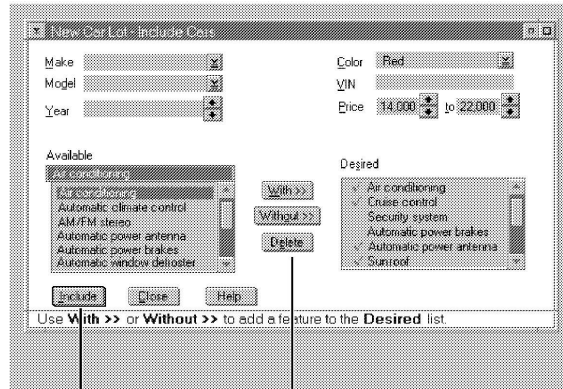 New Car Lot - Include Cars
Make
Model
Year
Color Red
VIN
Price 14,000 to 22,000
Available
Air conditioning
Air conditioning
Automatic climate control
AM/FM stereo
Automatic power antenna
Automatic power brakes
Automatic window defroster
With >>
Without >>
Delete
Desired
✓ Air conditioning
✓ Cruise control
Security system
Automatic power brakes
✓ Automatic power antenna
✓ Sunroof
Include
Close
Help
Use With >> or Without >> to add a feature to the Desired list.